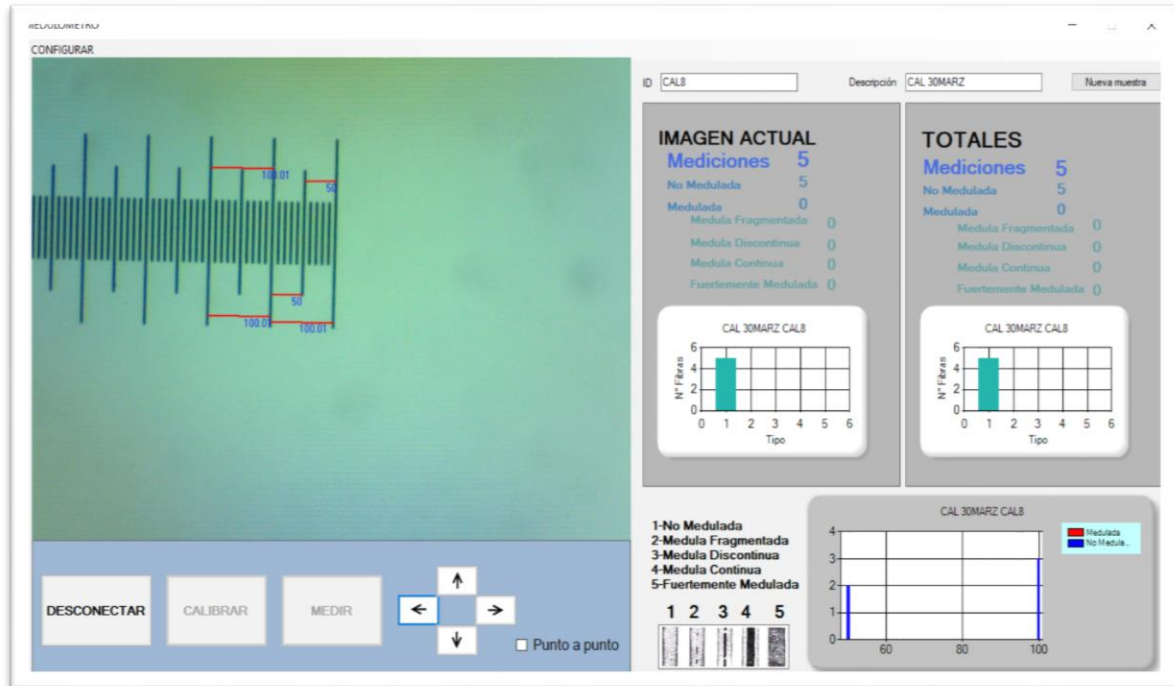 MEDULOMETRO
CONFIGURAR
100.01
50
50
100.01
100.01
DESCONECTAR
CALIBRAR
MEDIR
Punto a punto
ID CAL8 Descripción CAL 30MARZ Nueva muestra
IMAGEN ACTUAL
Mediciones 5
No Medulada 5
Medulada 0
Medula Fragmentada 0
Medula Discontinua 0
Medula Continua 0
Fuertemente Medulada 0
CAL 30MARZ CAL8
N° Fibras
6
4
2
0
0 1 2 3 4 5 6
Tipo
TOTALES
Mediciones 5
No Medulada 5
Medulada 0
Medula Fragmentada 0
Medula Discontinua 0
Medula Continua 0
Fuertemente Medulada 0
CAL 30MARZ CAL8
N° Fibras
6
4
2
0
0 1 2 3 4 5 6
Tipo
1-No Medulada
2-Medula Fragmentada
3-Medula Discontinua
4-Medula Continua
5-Fuertemente Medulada
1 2 3 4 5
CAL 30MARZ CAL8
4
3
2
1
0
60 80 100
Medulada
No Medula...